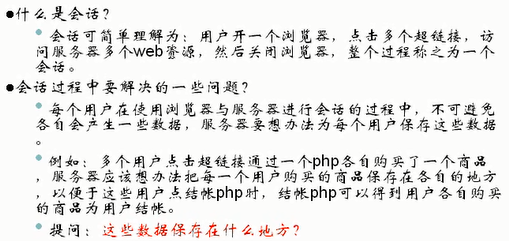 ●什么是会话?
●会话可简单理解为：用户开一个浏览器，点击多个超链接，访
问服务器多个web资源，然后关闭浏览器，整个过程称之为一个
会话。
●会话过程中要解决的一些问题?
●每个用户在使用浏览器与服务器进行会话的过程中，不可避免
各自会产生一些数据，服务器要想办法为每个用户保存这些数据
。
●例如：多个用户点击超链接通过一个php各自购买了一个商品
，服务器应该想办法把每一个用户购买的商品保存在各自的地方
，以便于这些用户点结帐php时，结帐php可以得到用户各自购买
的商品为用户结帐。
●提问：这些数据保存在什么地方?